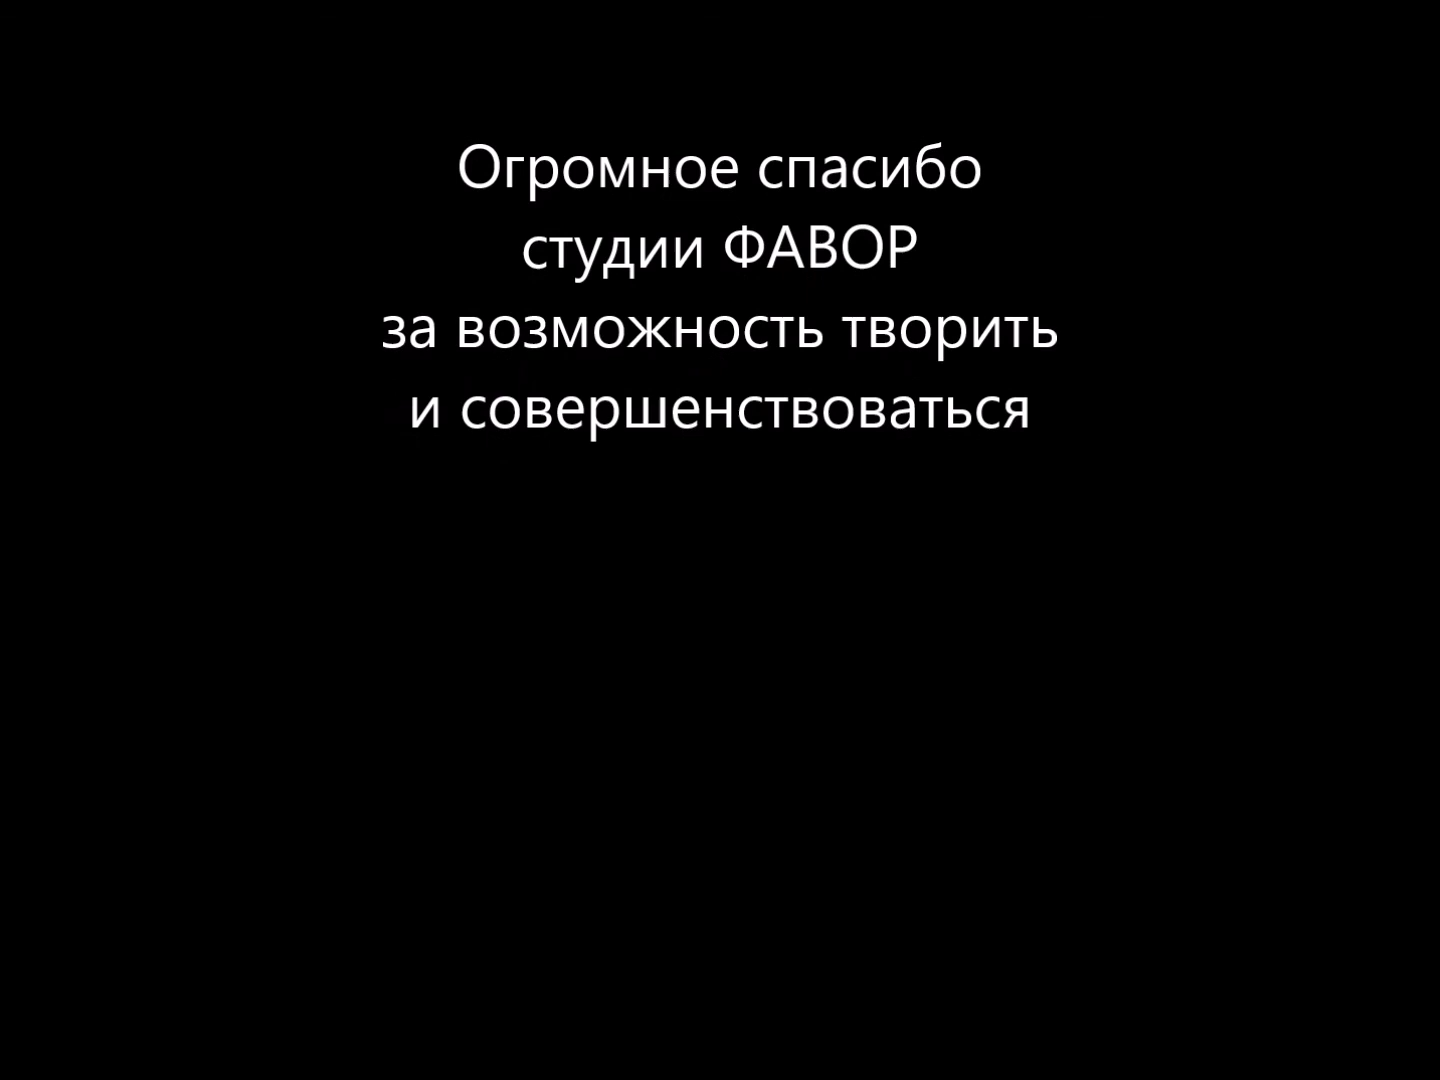 Огромное спасибо
студии ФАВОР
за возможность творить
и совершенствоваться